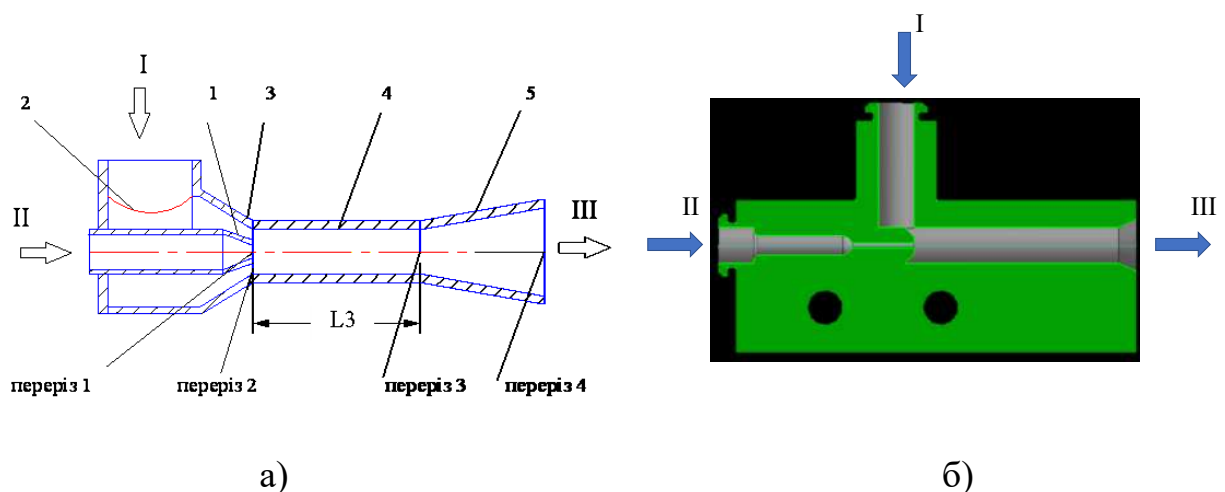 I
I
2
1
3
4
5
II
III
II
III
L3
переріз 1
переріз 2
переріз 3
переріз 4
а)
б)